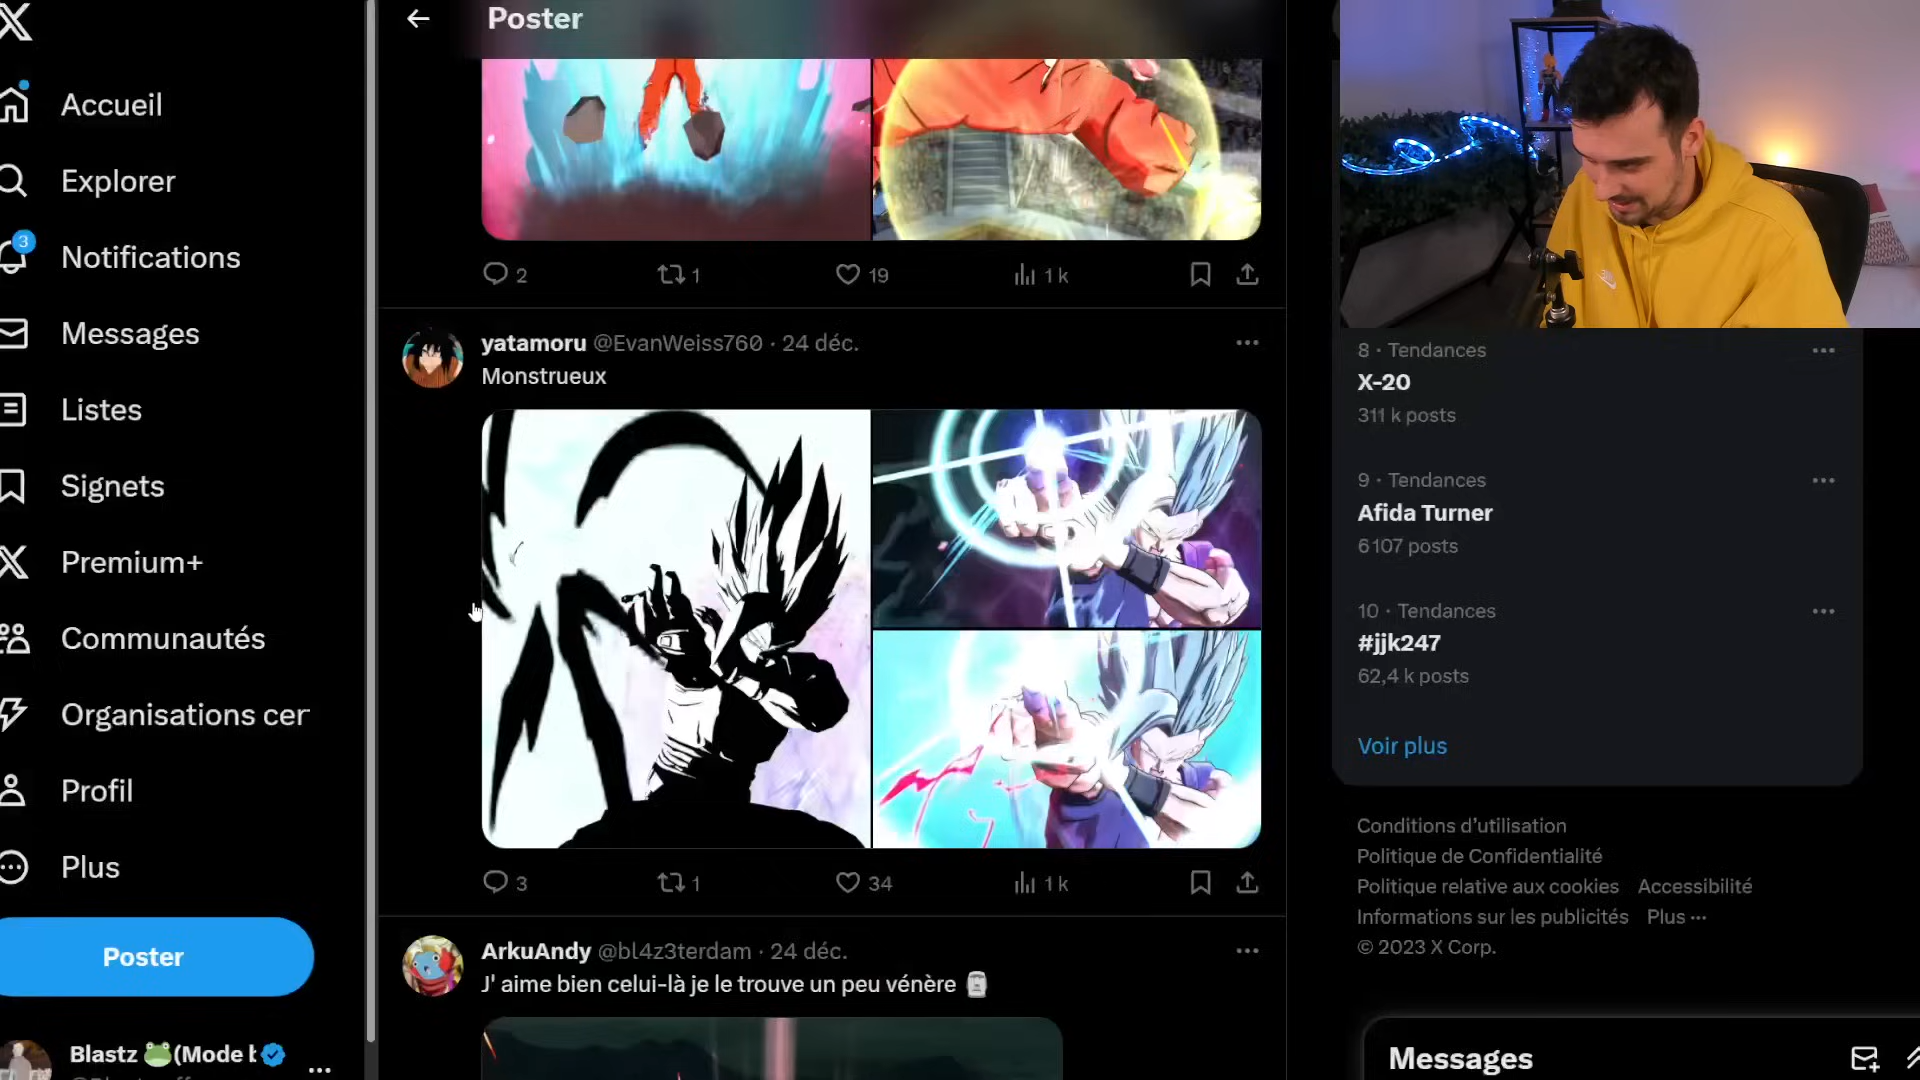 Accueil
Explorer
3
Notifications
Messages
Listes
Signets
Premium+
Communautés
Organisations cer
Profil
Plus
Poster
Blastz 🐸(Mode b
Poster
2
1
19
1 k
yatamoru @EvanWeiss760 · 24 déc.
Monstrueux
3
1
34
1 k
ArkuAndy @bl4z3terdam · 24 déc.
J' aime bien celui-là je le trouve un peu vénère
8 · Tendances
X-20
311 k posts
9 · Tendances
Afida Turner
6 107 posts
10 · Tendances
#jjk247
62,4 k posts
Voir plus
Conditions d'utilisation
Politique de Confidentialité
Politique relative aux cookies Accessibilité
Informations sur les publicités Plus ···
© 2023 X Corp.
Messages